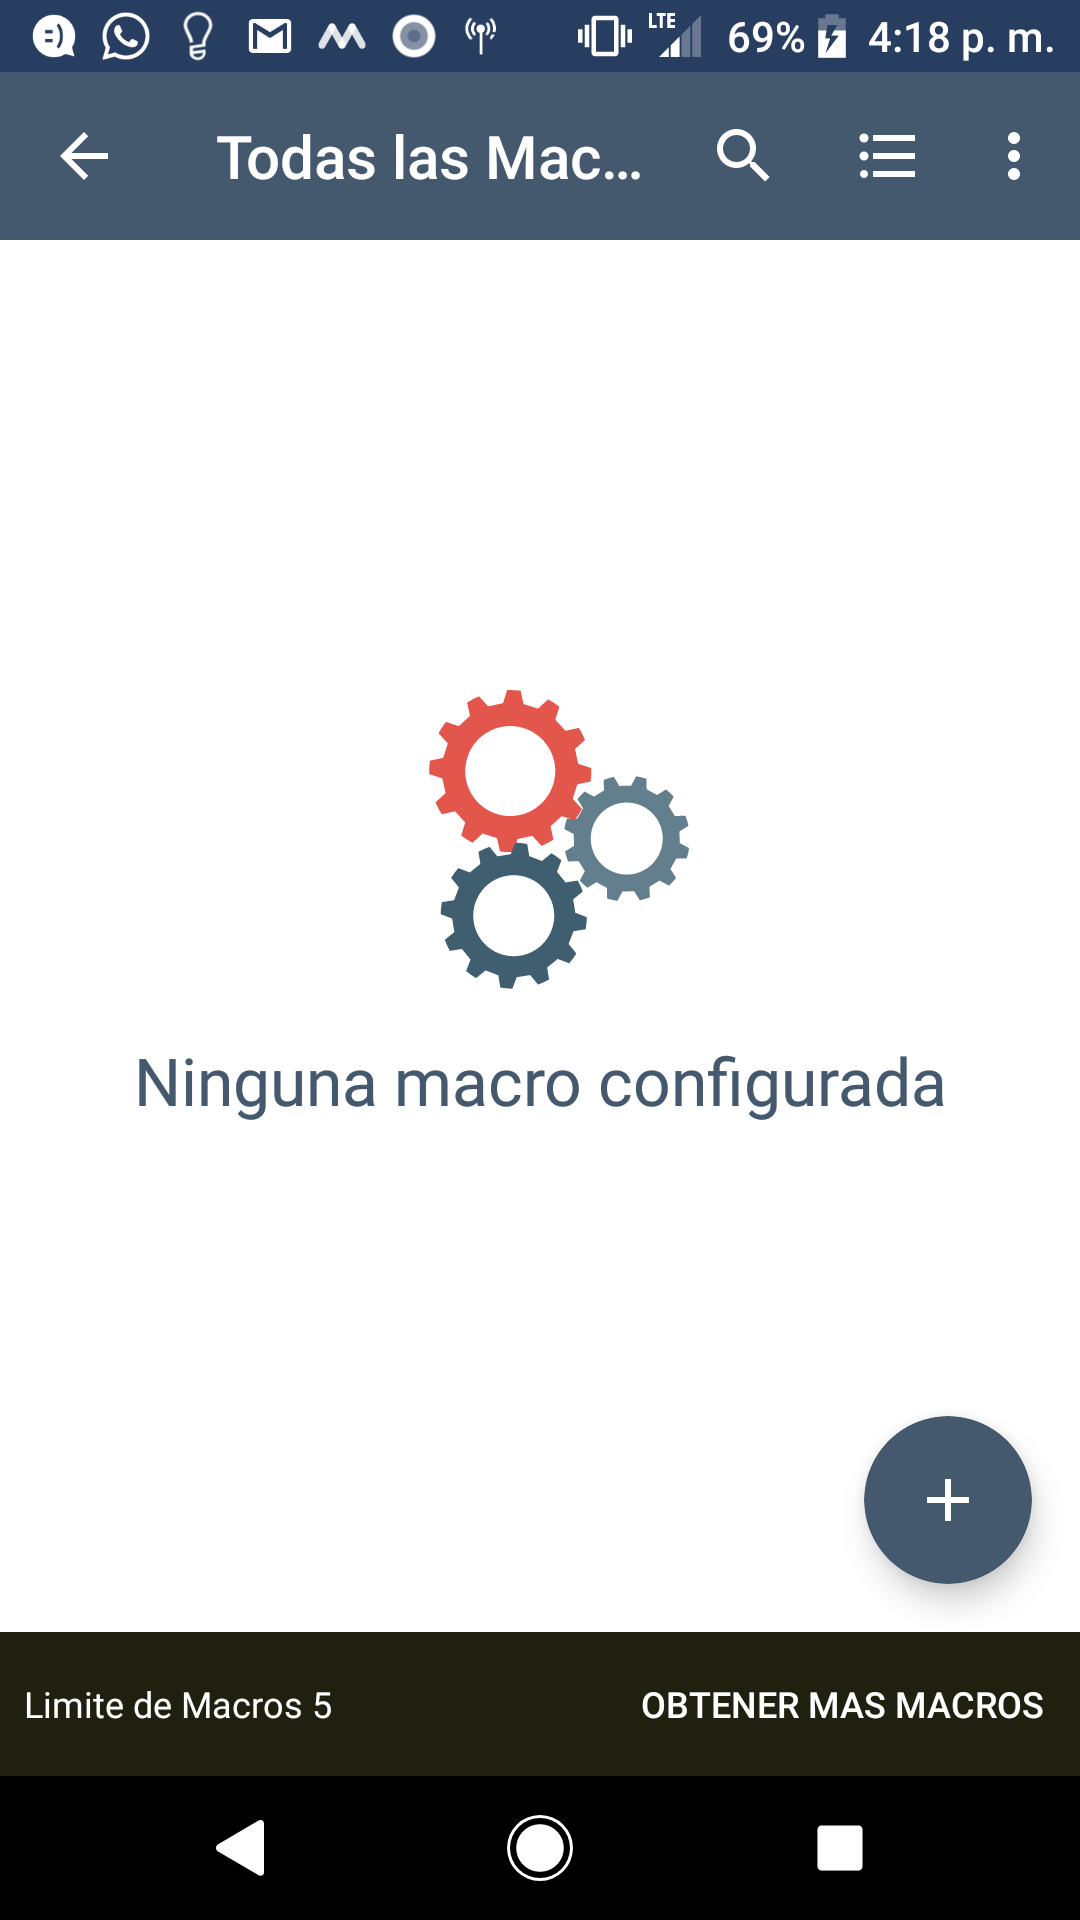 LTE 69% 4:18 p. m.
Todas las Mac...
Ninguna macro configurada
Limite de Macros 5
OBTENER MAS MACROS